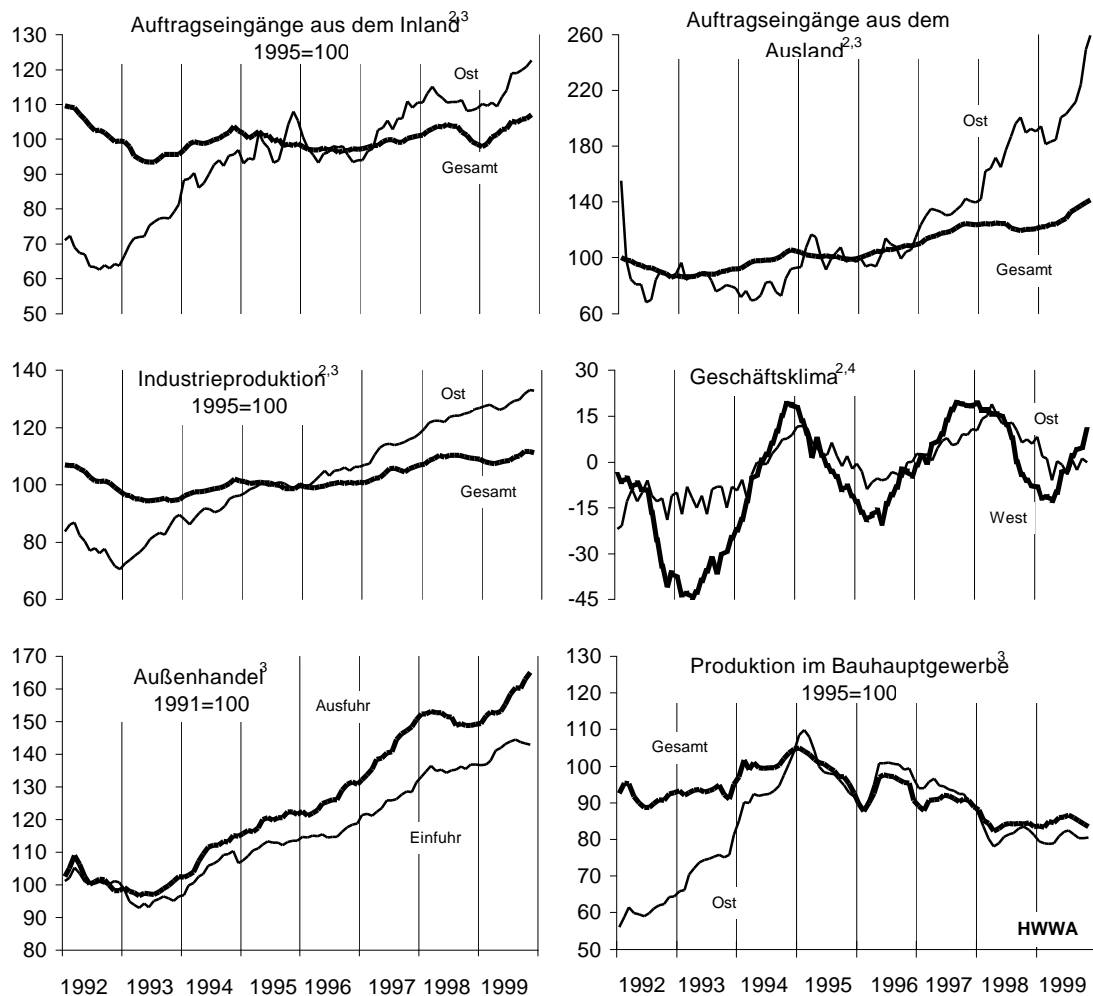 Auftragseingänge aus dem Inland2,3
1995=100
130
120
110
100
90
80
70
60
50
Ost
Gesamt
Auftragseingänge aus dem
Ausland2,3
260
220
180
140
100
60
Ost
Gesamt
Industrieproduktion2,3
1995=100
140
120
100
80
60
Ost
Gesamt
Geschäftsklima2,4
30
15
0
-15
-30
-45
Ost
West
Außenhandel3
1991=100
170
160
150
140
130
120
110
100
90
80
Ausfuhr
Einfuhr
1992 1993 1994 1995 1996 1997 1998 1999
Produktion im Bauhauptgewerbe3
1995=100
130
120
110
100
90
80
70
60
50
Gesamt
Ost
HWWA
1992 1993 1994 1995 1996 1997 1998 1999